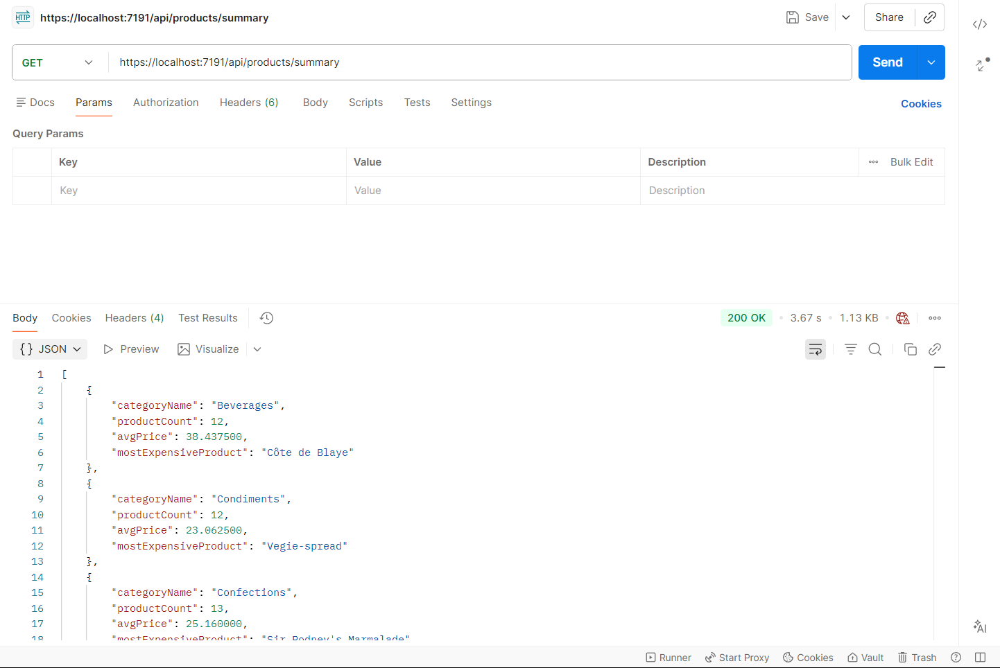 HTTP https://localhost:7191/api/products/summary Save Share
GET https://localhost:7191/api/products/summary Send
Docs Params Authorization Headers (6) Body Scripts Tests Settings Cookies
Query Params
Key Value Description Bulk Edit
Key Value Description
Body Cookies Headers (4) Test Results 200 OK • 3.67 s • 1.13 KB •
{} JSON Preview Visualize
1 [
2 {
3 "categoryName": "Beverages",
4 "productCount": 12,
5 "avgPrice": 38.437500,
6 "mostExpensiveProduct": "Côte de Blaye"
7 },
8 {
9 "categoryName": "Condiments",
10 "productCount": 12,
11 "avgPrice": 23.062500,
12 "mostExpensiveProduct": "Vegie-spread"
13 },
14 {
15 "categoryName": "Confections",
16 "productCount": 13,
17 "avgPrice": 25.160000,
18 "mostExpensiveProduct": "Sir Rodney's Marmalade"
AI
Runner Start Proxy Cookies Vault Trash